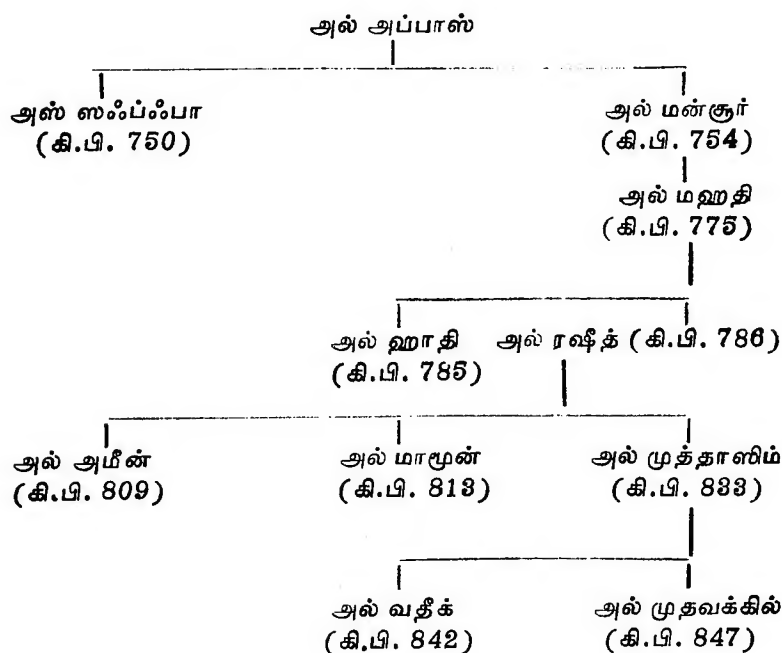 அல் அப்பாஸ்
அஸ் ஸஃப்ஃபா அல் மன்சூர்
(கி.பி. 750) (கி.பி. 754)
அல் மஹதி
(கி.பி. 775)
அல் ஹாதி அல் ரஷீத் (கி.பி. 786)
(கி.பி. 785)
அல் அமீன் அல் மாமூன் அல் முத்தாஸிம்
(கி.பி. 809) (கி.பி. 813) (கி.பி. 833)
அல் வதீக் அல் முதவக்கில்
(கி.பி. 842) (கி.பி. 847)